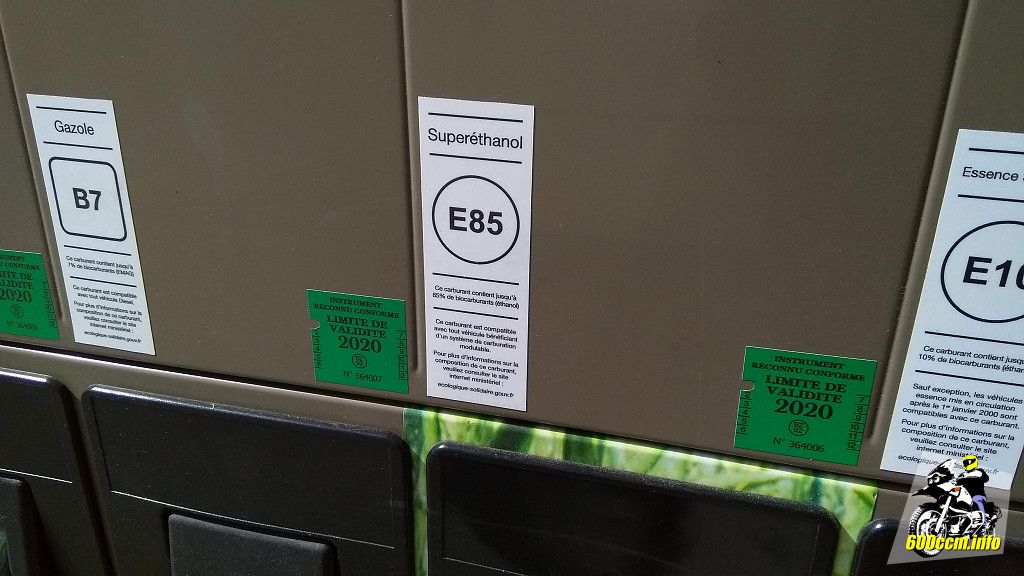 Gazole
B7
Ce carburant contient jusqu'à
7% de biocarburants (EMAG)
Ce carburant est compatible
avec tout véhicule Diesel.
Pour plus d'informations sur la
composition de ce carburant,
veuillez consulter le site
internet ministériel :
ecologique-solidaire.gouv.fr
RECONNU CONFORME
LIMITE DE
VALIDITE
2020
N° 364008
INSTRUMENT
RECONNU CONFORME
LIMITE DE
VALIDITE
2020
N° 364007
Superéthanol
E85
Ce carburant contient jusqu'à
85% de biocarburants (éthanol)
Ce carburant est compatible
avec tout véhicule bénéficiant
d'un système de carburation
modulable.
Pour plus d'informations sur la
composition de ce carburant,
veuillez consulter le site
internet ministériel :
ecologique-solidaire.gouv.fr
INSTRUMENT
RECONNU CONFORME
LIMITE DE
VALIDITE
2020
N° 364006
Essence
E10
Ce carburant contient
10% de biocarburants
Sauf exception, les véhicules
essence mis en circulation
après le 1er janvier 2000 sont
compatibles avec ce carburant.
Pour plus d'informations sur la
composition de ce carburant,
veuillez consulter le site
internet ministériel :
600ccm.info